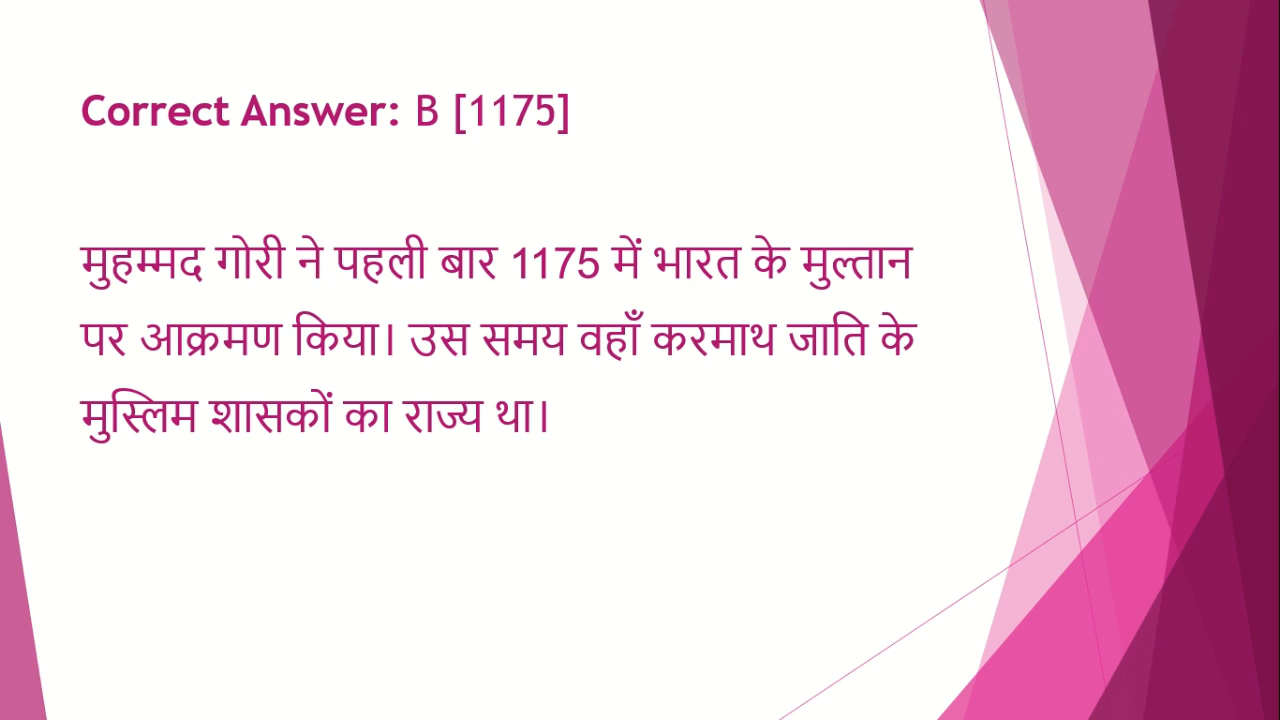 Correct Answer: B [1175]
मुहम्मद गोरी ने पहली बार 1175 में भारत के मुल्तान
पर आक्रमण किया। उस समय वहाँ करमाथ जाति के
मुस्लिम शासकों का राज्य था।